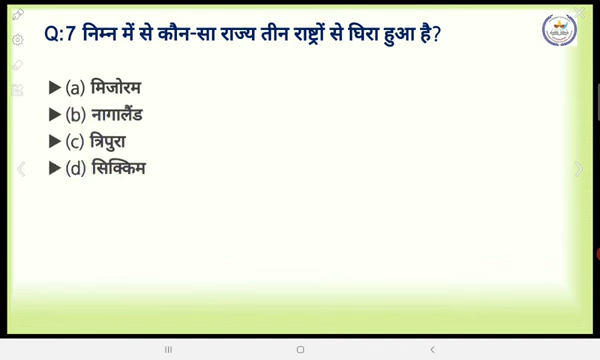 Q:7 निम्न में से कौन-सा राज्य तीन राष्ट्रों से घिरा हुआ है?
▶(a) मिजोरम
▶(b) नागालैंड
▶(c) त्रिपुरा
▶(d) सिक्किम